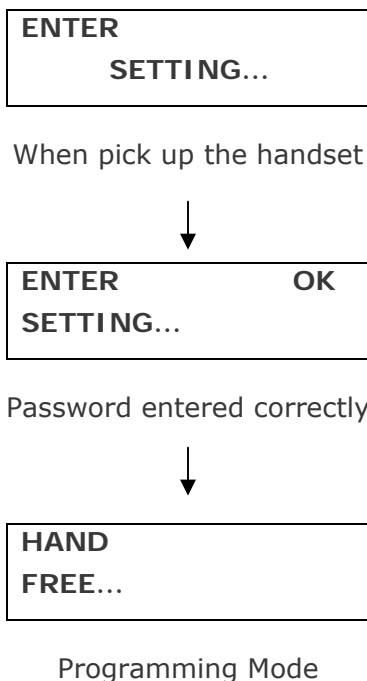 ENTER
SETTING...
When pick up the handset
ENTER OK
SETTING...
Password entered correctly
HAND
FREE...
Programming Mode